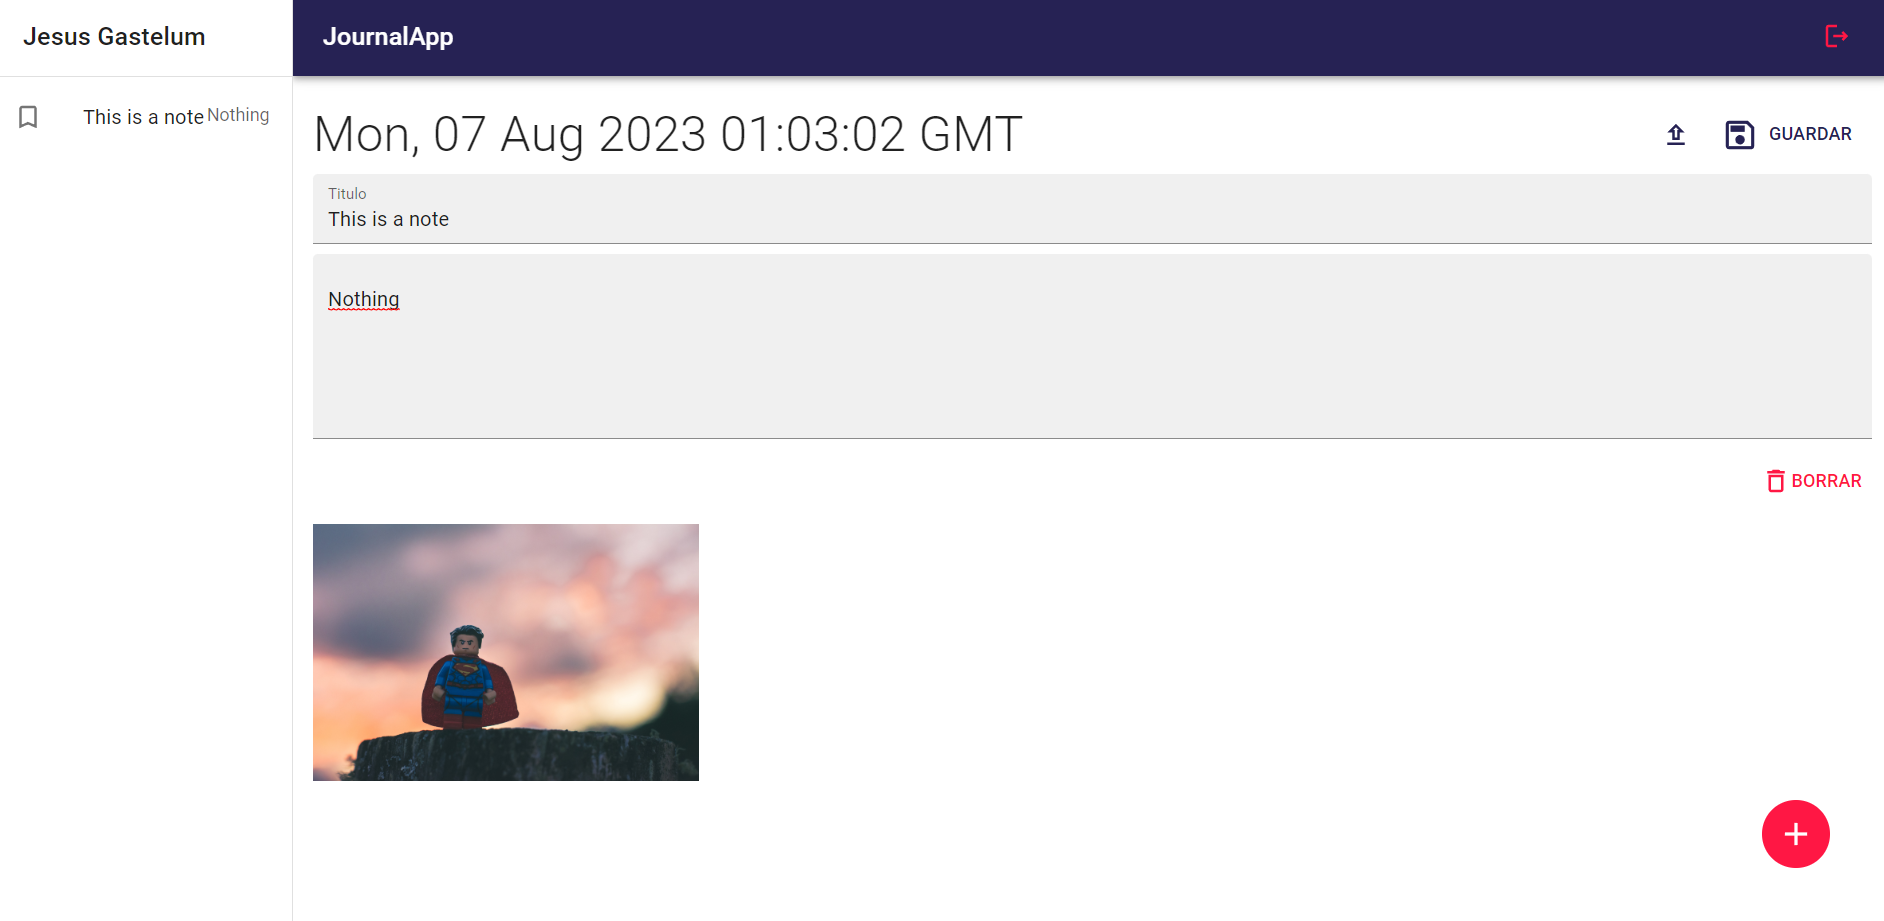 Jesus Gastelum
JournalApp
This is a note Nothing
Mon, 07 Aug 2023 01:03:02 GMT
GUARDAR
Titulo
This is a note
Nothing
BORRAR